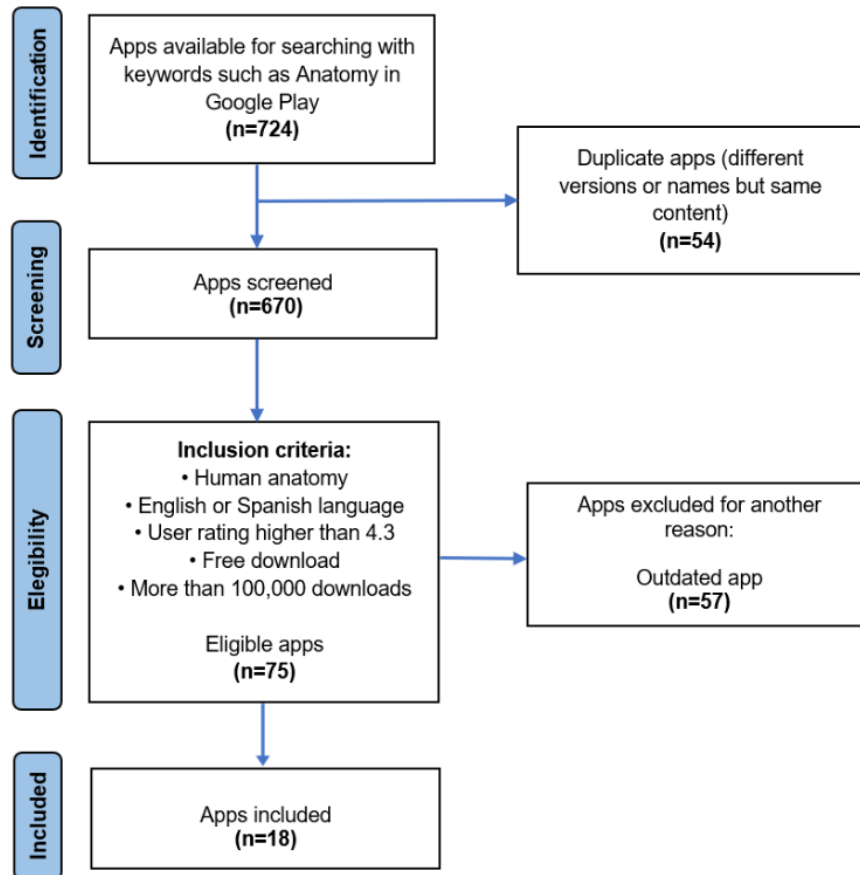 Identification
Apps available for searching with
keywords such as Anatomy in
Google Play
(n=724)
Duplicate apps (different
versions or names but same
content)
(n=54)
Screening
Apps screened
(n=670)
Elegibility
Inclusion criteria:
• Human anatomy
• English or Spanish language
• User rating higher than 4.3
• Free download
• More than 100,000 downloads
Eligible apps
(n=75)
Apps excluded for another
reason:
Outdated app
(n=57)
Included
Apps included
(n=18)